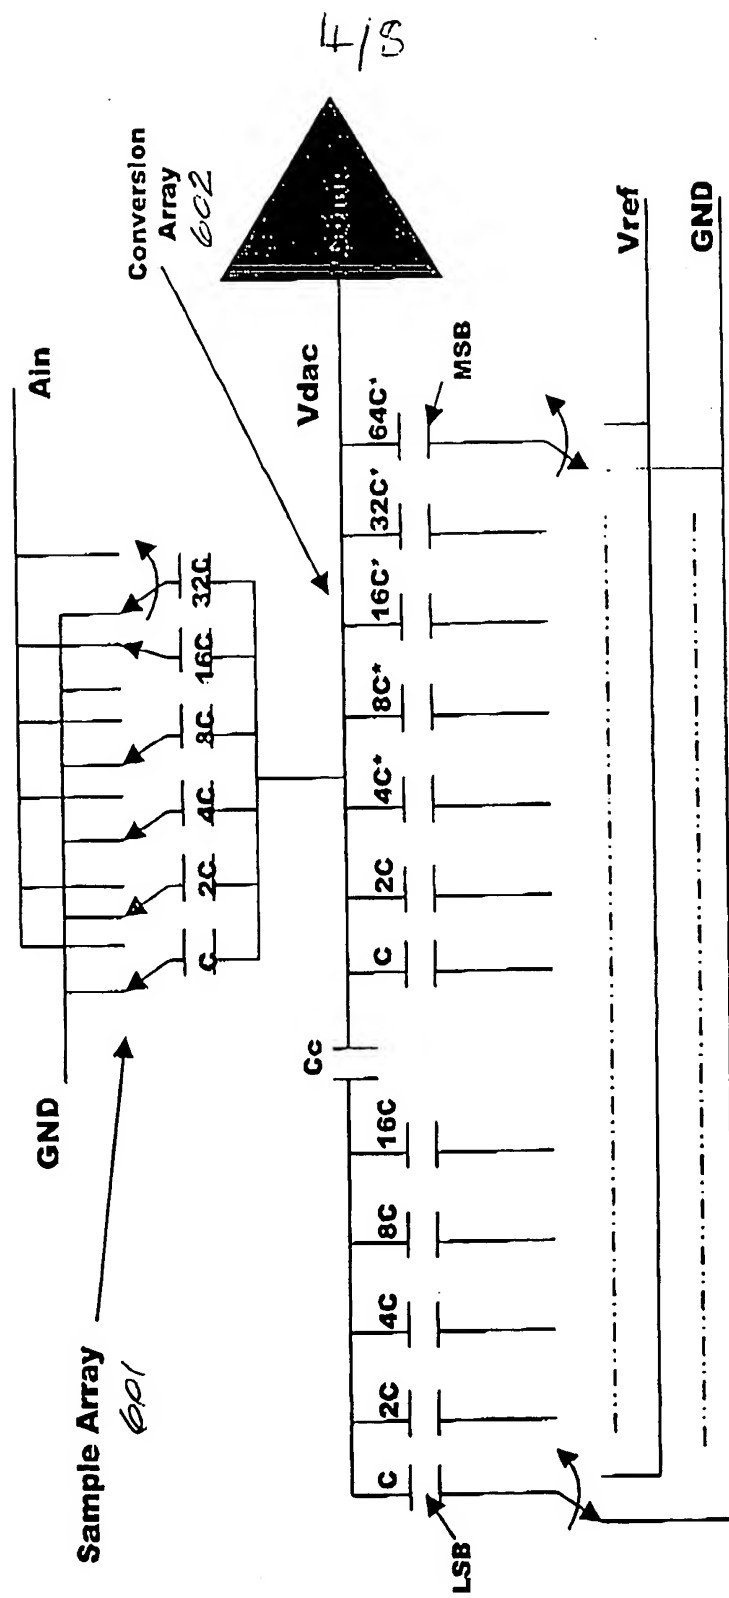 4/8
Conversion
Array
602
Ain
Vdac
32C
16C
8C
4C
2C
C
GND
Sample Array
601
Cc
C
2C
4C
8C
16C
C
2C
4C*
8C*
16C*
32C*
64C*
LSB
MSB
Vref
GND